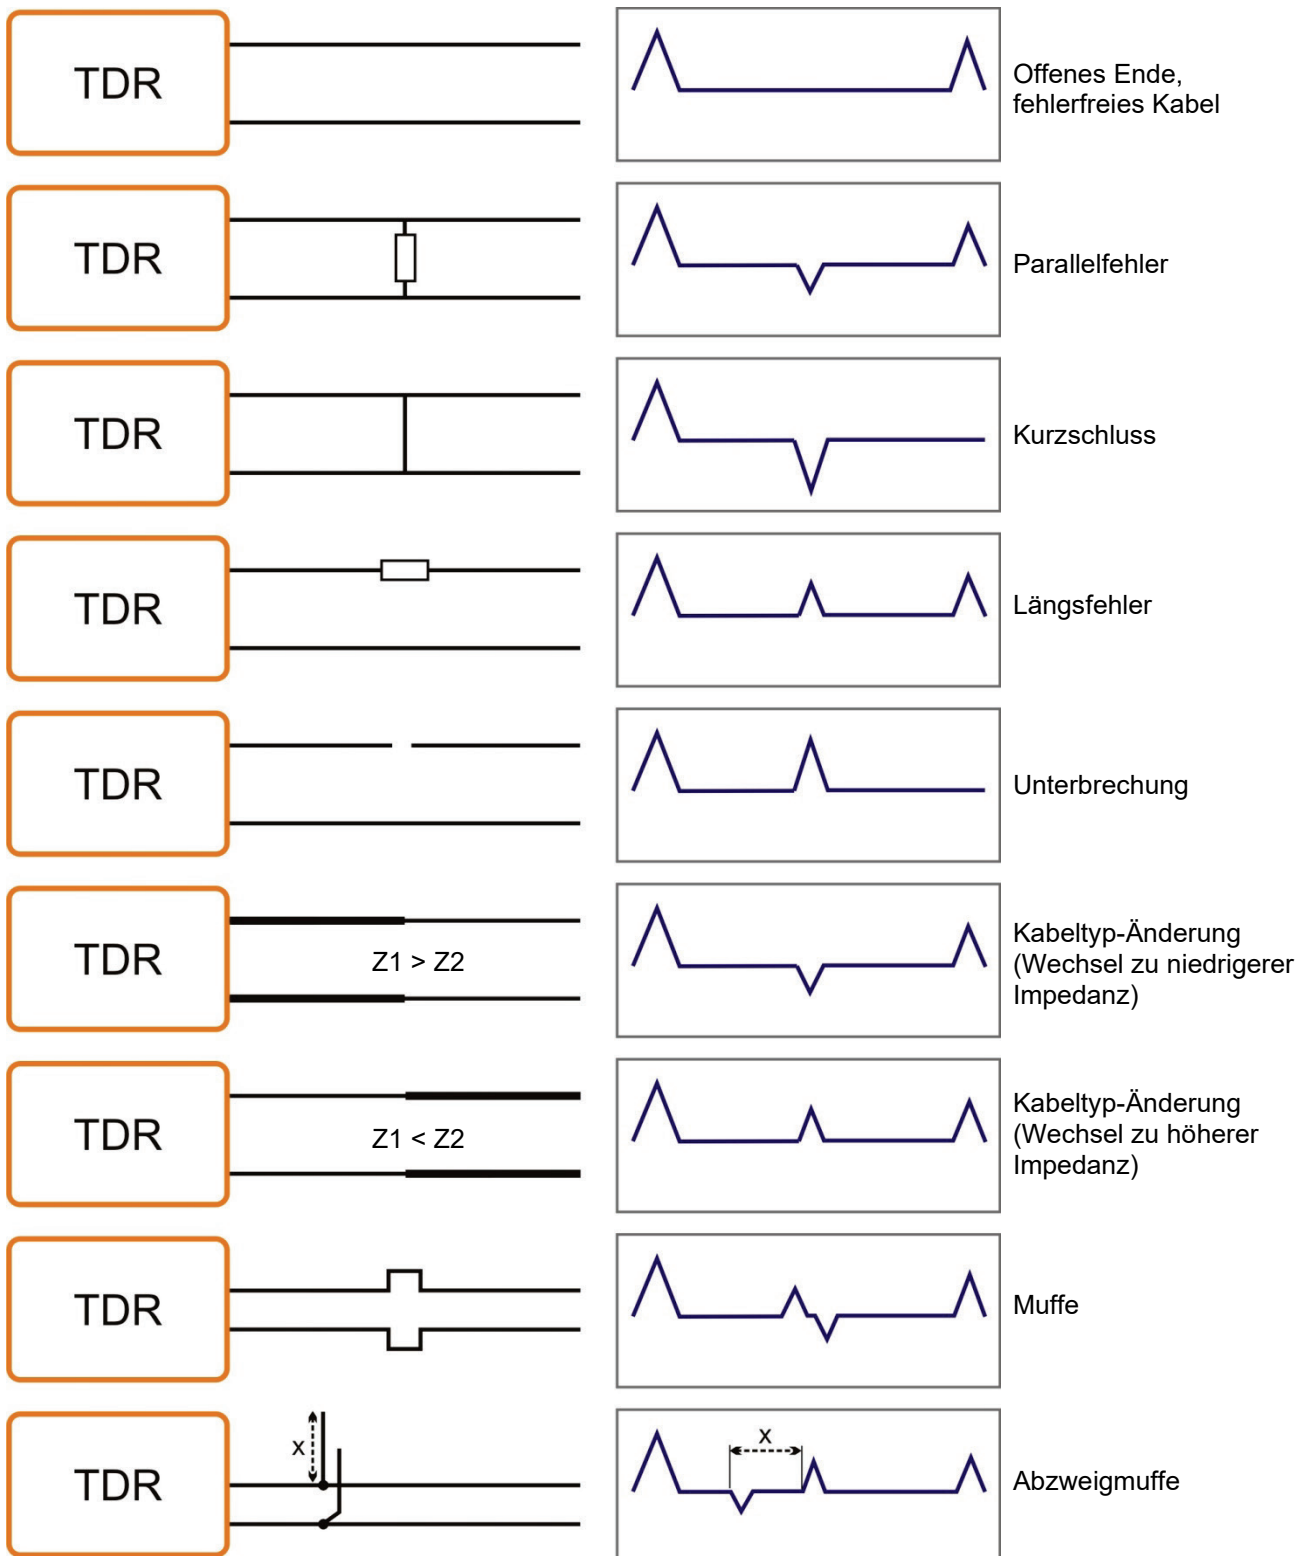 TDR
Offenes Ende,
fehlerfreies Kabel
TDR
Parallelfehler
TDR
Kurzschluss
TDR
Längsfehler
TDR
Unterbrechung
TDR
Z1 > Z2
Kabeltyp-Änderung
(Wechsel zu niedrigerer
Impedanz)
TDR
Z1 < Z2
Kabeltyp-Änderung
(Wechsel zu höherer
Impedanz)
TDR
Muffe
TDR
x
x
Abzweigmuffe